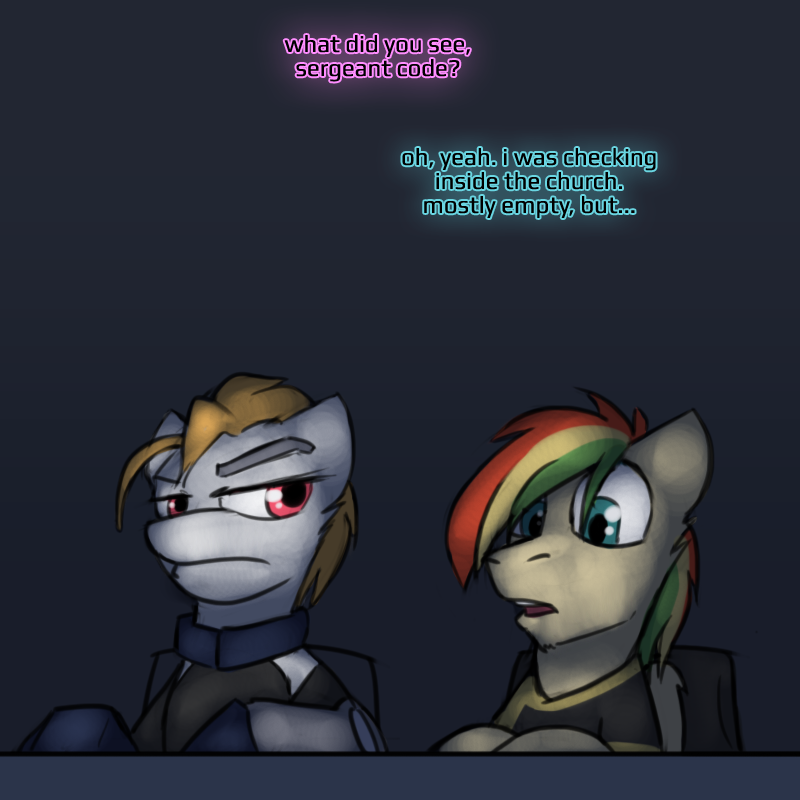 what did you see,
sergeant code?
oh, yeah. i was checking
inside the church.
mostly empty, but...